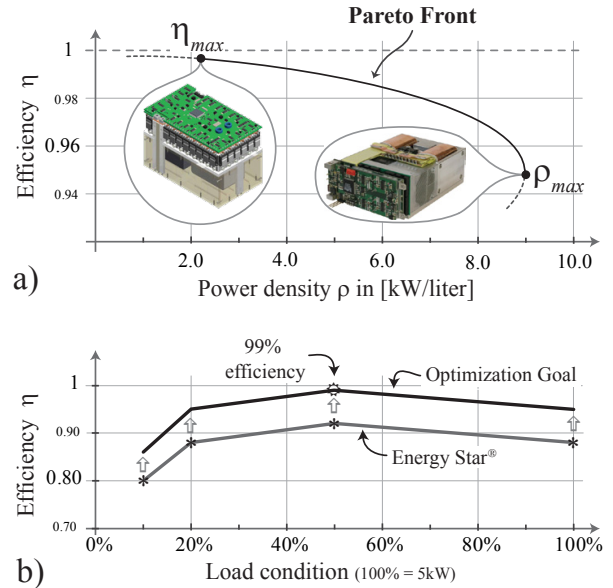 Pareto Front
η_max
1
0.98
0.96
0.94
Efficiency η
ρ_max
2.0 4.0 6.0 8.0 10.0
a) Power density ρ in [kW/liter]
99%
efficiency
Optimization Goal
1
0.90
0.80
0.70
Efficiency η
Energy Star®
0% 20% 40% 60% 80% 100%
b) Load condition (100% = 5kW)